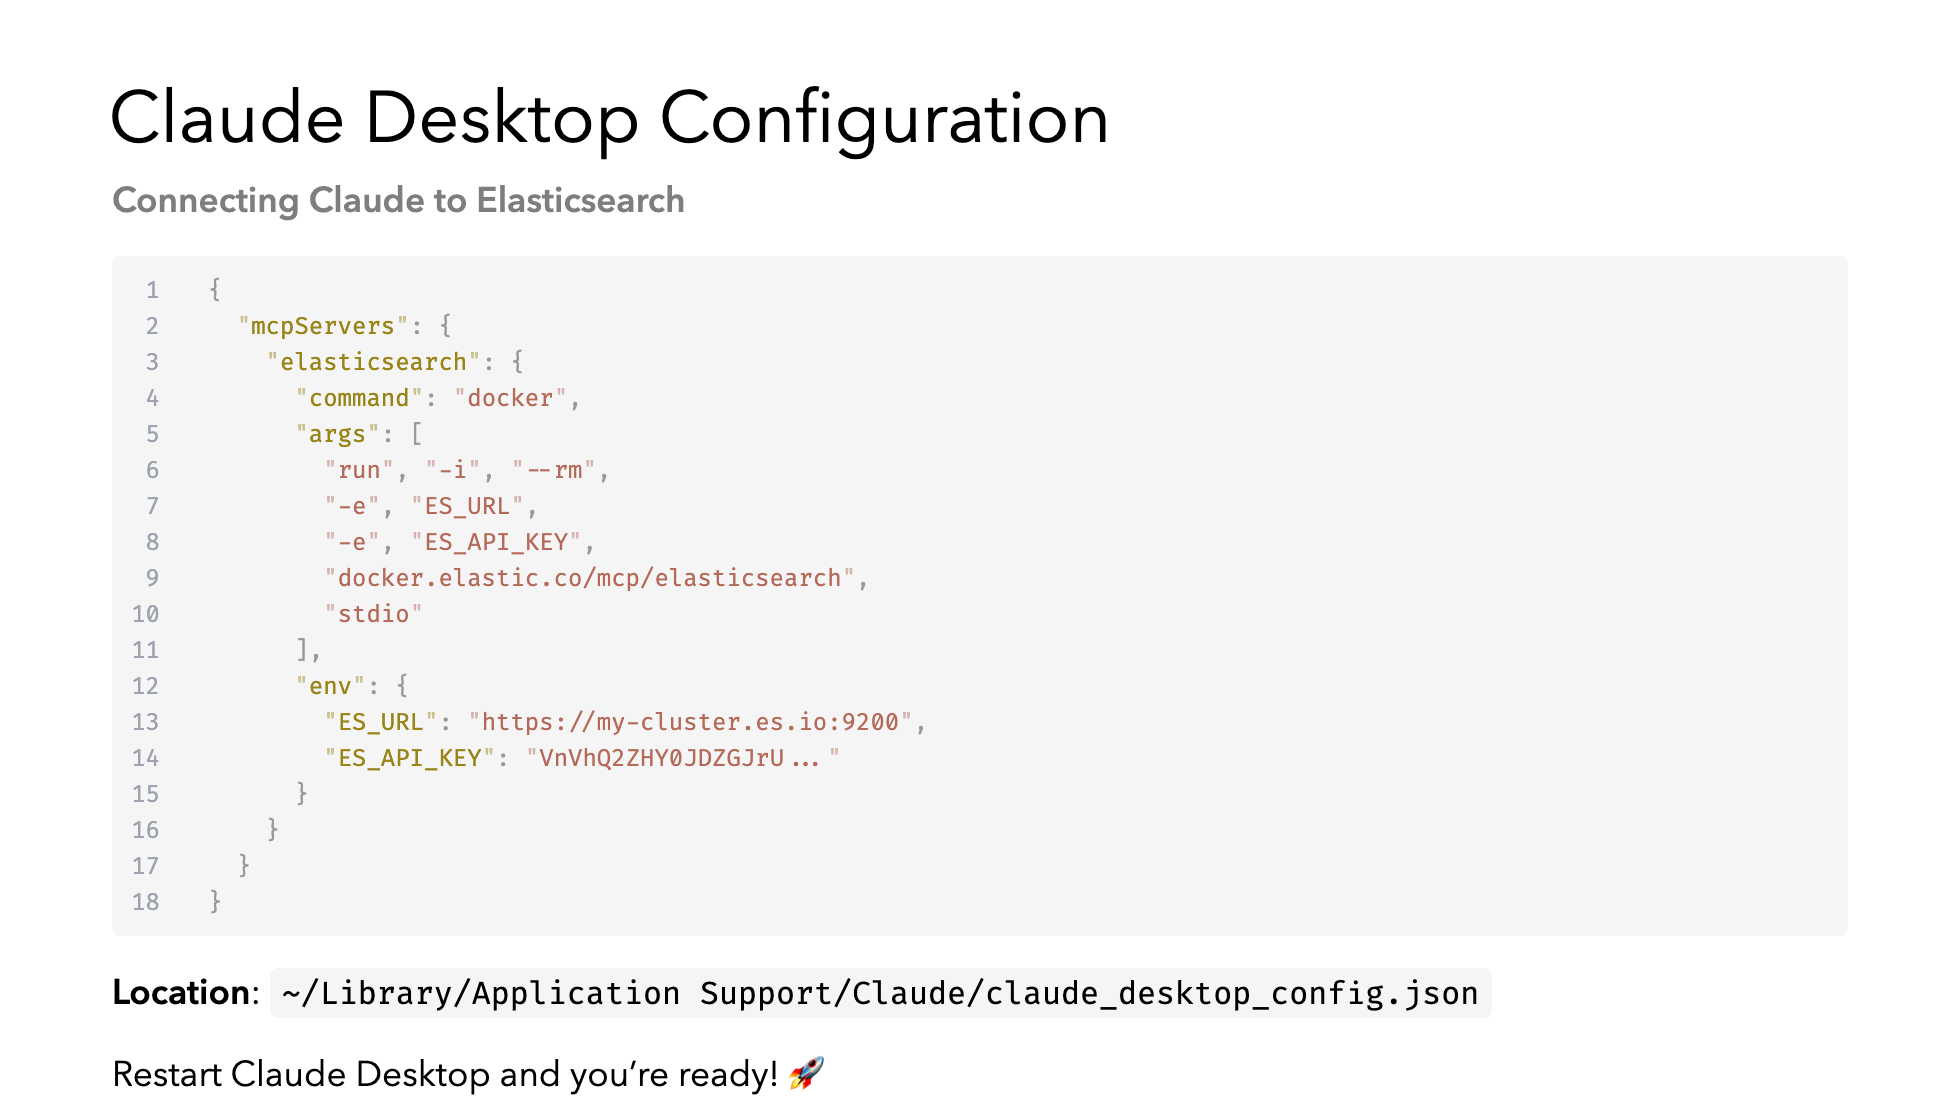 Claude Desktop Configuration
Connecting Claude to Elasticsearch
1 {
2   "mcpServers": {
3     "elasticsearch": {
4       "command": "docker",
5       "args": [
6         "run", "-i", "--rm",
7         "-e", "ES_URL",
8         "-e", "ES_API_KEY",
9         "docker.elastic.co/mcp/elasticsearch",
10         "stdio"
11       ],
12       "env": {
13         "ES_URL": "https://my-cluster.es.io:9200",
14         "ES_API_KEY": "VnVhQ2ZHY0JDZGJrU..."
15       }
16     }
17   }
18 }
Location: ~/Library/Application Support/Claude/claude_desktop_config.json
Restart Claude Desktop and you’re ready! 🚀